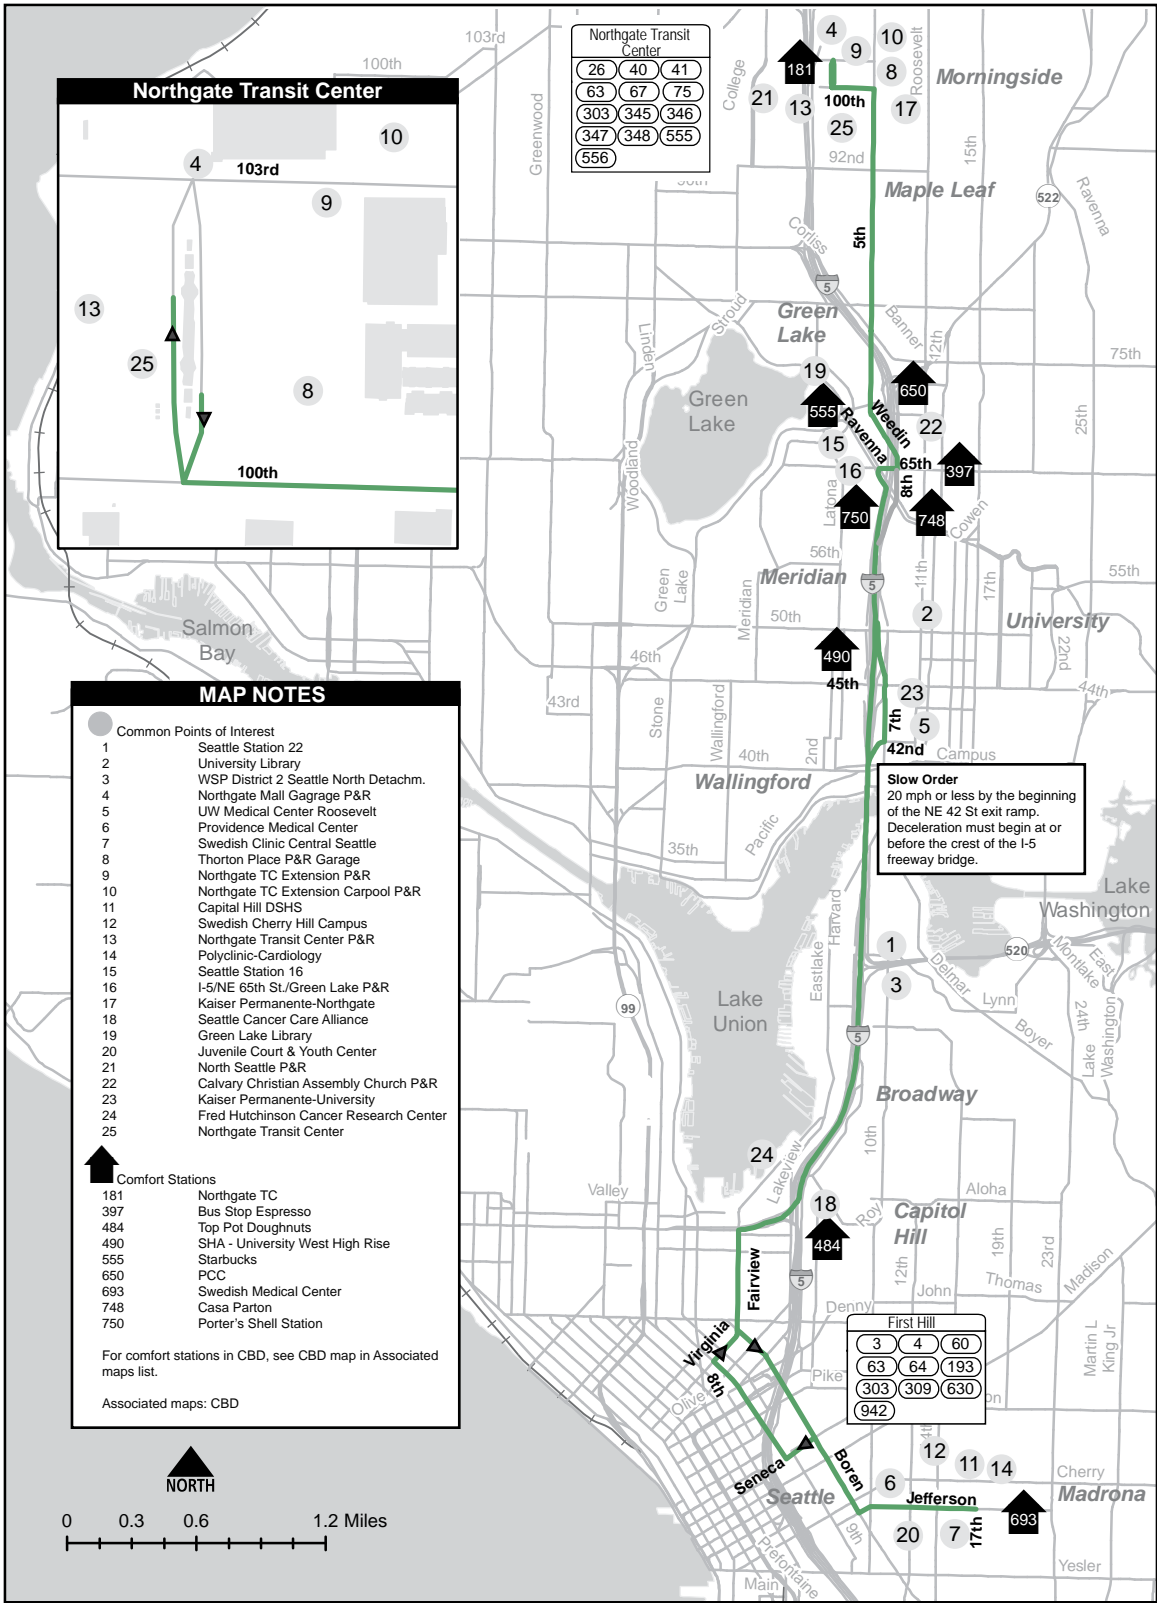 Northgate Transit Center
4
103rd
10
9
13
25
8
100th
MAP NOTES
Common Points of Interest
1 Seattle Station 22
2 University Library
3 WSP District 2 Seattle North Detachm.
4 Northgate Mall Gagrage P&R
5 UW Medical Center Roosevelt
6 Providence Medical Center
7 Swedish Clinic Central Seattle
8 Thorton Place P&R Garage
9 Northgate TC Extension P&R
10 Northgate TC Extension Carpool P&R
11 Capital Hill DSHS
12 Swedish Cherry Hill Campus
13 Northgate Transit Center P&R
14 Polyclinic-Cardiology
15 Seattle Station 16
16 I-5/NE 65th St./Green Lake P&R
17 Kaiser Permanente-Northgate
18 Seattle Cancer Care Alliance
19 Green Lake Library
20 Juvenile Court & Youth Center
21 North Seattle P&R
22 Calvary Christian Assembly Church P&R
23 Kaiser Permanente-University
24 Fred Hutchinson Cancer Research Center
25 Northgate Transit Center
Comfort Stations
181 Northgate TC
397 Bus Stop Espresso
484 Top Pot Doughnuts
490 SHA - University West High Rise
555 Starbucks
650 PCC
693 Swedish Medical Center
748 Casa Parton
750 Porter's Shell Station
For comfort stations in CBD, see CBD map in Associated
maps list.
Associated maps: CBD
NORTH
0 0.3 0.6 1.2 Miles
Northgate Transit
Center
26 40 41
63 67 75
303 345 346
347 348 555
556
103rd
100th
Greenwood
College
181
4
9
10
8
Roosevelt
Morningside
21
13
100th
25
17
92nd
15th
Maple Leaf
522
Ravenna
5th
Corliss
5
Green
Lake
Banner
12th
75th
Stroud
Linden
19
650
555
Green
Lake
Weedin
Ravenna
22
25th
15
16
65th
397
8th
Woodland
Latona
750
748
Cowen
56th
Meridian
5
11th
17th
55th
Green
Lake
Meridian
50th
2
University
22nd
Salmon
Bay
46th
490
45th
44th
43rd
Stone
Wallingford
23
7th
5
42nd
2nd
40th
Campus
Wallingford
Slow Order
20 mph or less by the beginning
of the NE 42 St exit ramp.
Deceleration must begin at or
before the crest of the I-5
freeway bridge.
Pacific
35th
Lake
Washington
Harvard
Eastlake
1
3
520
Delmar
Montlake
East
Lynn
Boyer
24th
Lake
Washington
Lake
Union
99
5
Broadway
10th
24
Lakeview
Valley
18
Roy
Aloha
Capitol
Hill
484
19th
23rd
5
12th
John
Thomas
Madison
Fairview
Denny
First Hill
3 4 60
63 64 193
303 309 630
942
Martin L
King Jr
Virginia
8th
Olive
Pike
Boren
Seneca
Seattle
12
11
14
Cherry
6
Jefferson
Madrona
693
17th
20
7
9th
Prefontaine
Yesler
Main